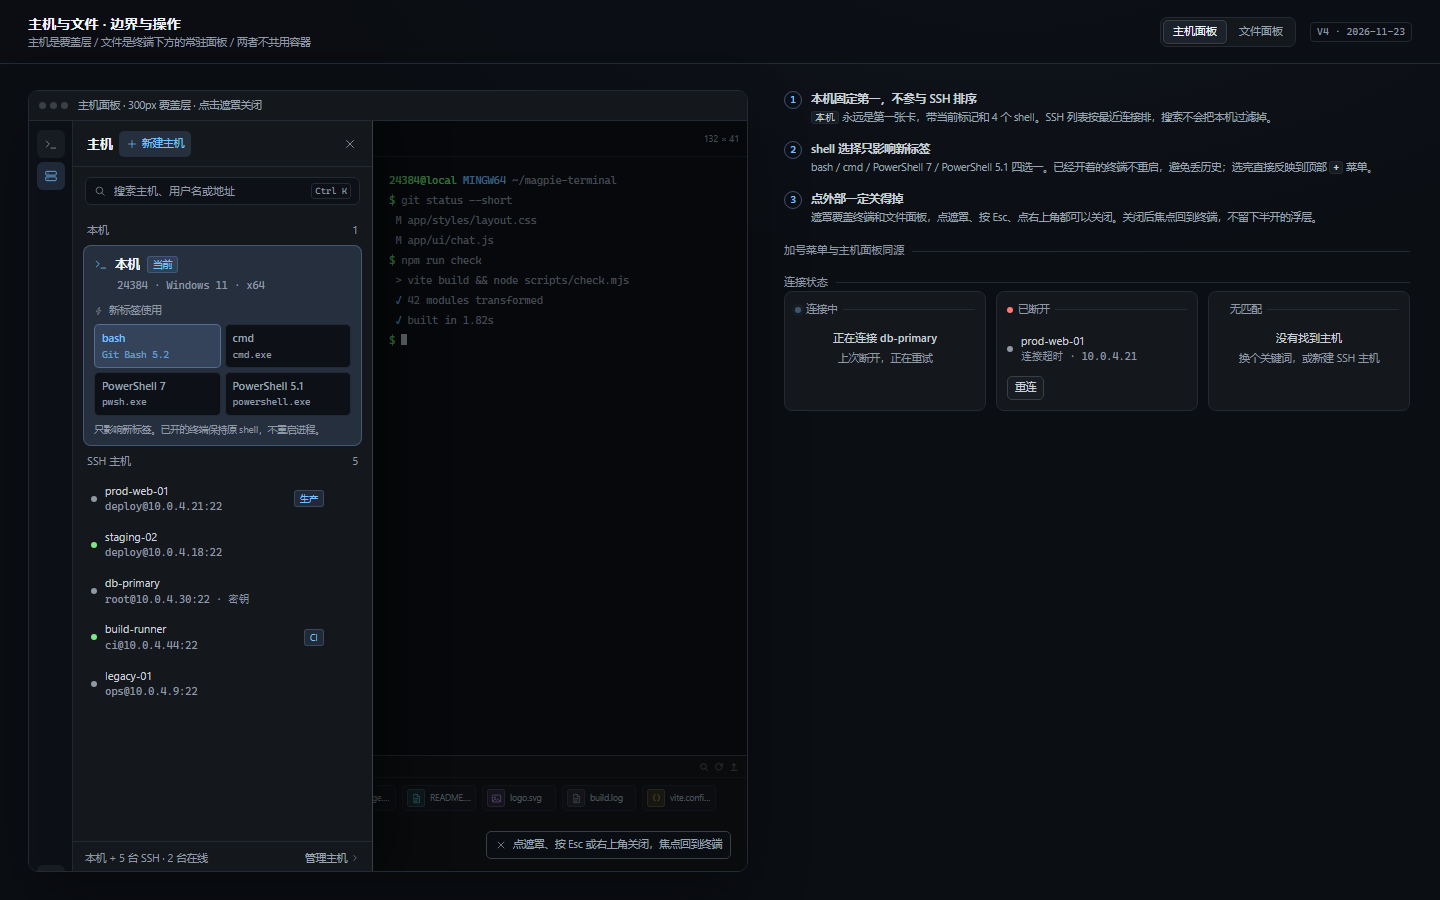 主机与文件 · 边界与操作
主机是覆盖层 / 文件是终端下方的常驻面板 / 两者不共用容器
主机面板
文件面板
V4 · 2026-11-23
主机面板 · 300px 覆盖层 · 点击遮罩关闭
主机
+ 新建主机
搜索主机、用户名或地址
Ctrl K
本机
1
本机
当前
24384 · Windows 11 · x64
新标签使用
bash
Git Bash 5.2
cmd
cmd.exe
PowerShell 7
pwsh.exe
PowerShell 5.1
powershell.exe
只影响新标签。已开的终端保持原 shell，不重启进程。
SSH 主机
5
prod-web-01
deploy@10.0.4.21:22
生产
staging-02
deploy@10.0.4.18:22
db-primary
root@10.0.4.30:22 · 密钥
build-runner
ci@10.0.4.44:22
CI
legacy-01
ops@10.0.4.9:22
本机 + 5 台 SSH · 2 台在线
管理主机
132 × 41
24384@local MINGW64 ~/magpie-terminal
$ git status --short
M app/styles/layout.css
M app/ui/chat.js
$ npm run check
> vite build && node scripts/check.mjs
✓ 42 modules transformed
✓ built in 1.82s
$
ge....
README....
logo.svg
build.log
vite.confi...
点遮罩、按 Esc 或右上角关闭，焦点回到终端
1 本机固定第一，不参与 SSH 排序
本机 永远是第一张卡，带当前标记和 4 个 shell。SSH 列表按最近连接排，搜索不会把本机过滤掉。
2 shell 选择只影响新标签
bash / cmd / PowerShell 7 / PowerShell 5.1 四选一。已经开着的终端不重启，避免丢历史；选完直接反映到顶部 + 菜单。
3 点外部一定关得掉
遮罩覆盖终端和文件面板，点遮罩、按 Esc、点右上角都可以关闭。关闭后焦点回到终端，不留下半开的浮层。
加号菜单与主机面板同源
连接状态
连接中
正在连接 db-primary
上次断开，正在重试
已断开
prod-web-01
连接超时 · 10.0.4.21
重连
无匹配
没有找到主机
换个关键词，或新建 SSH 主机